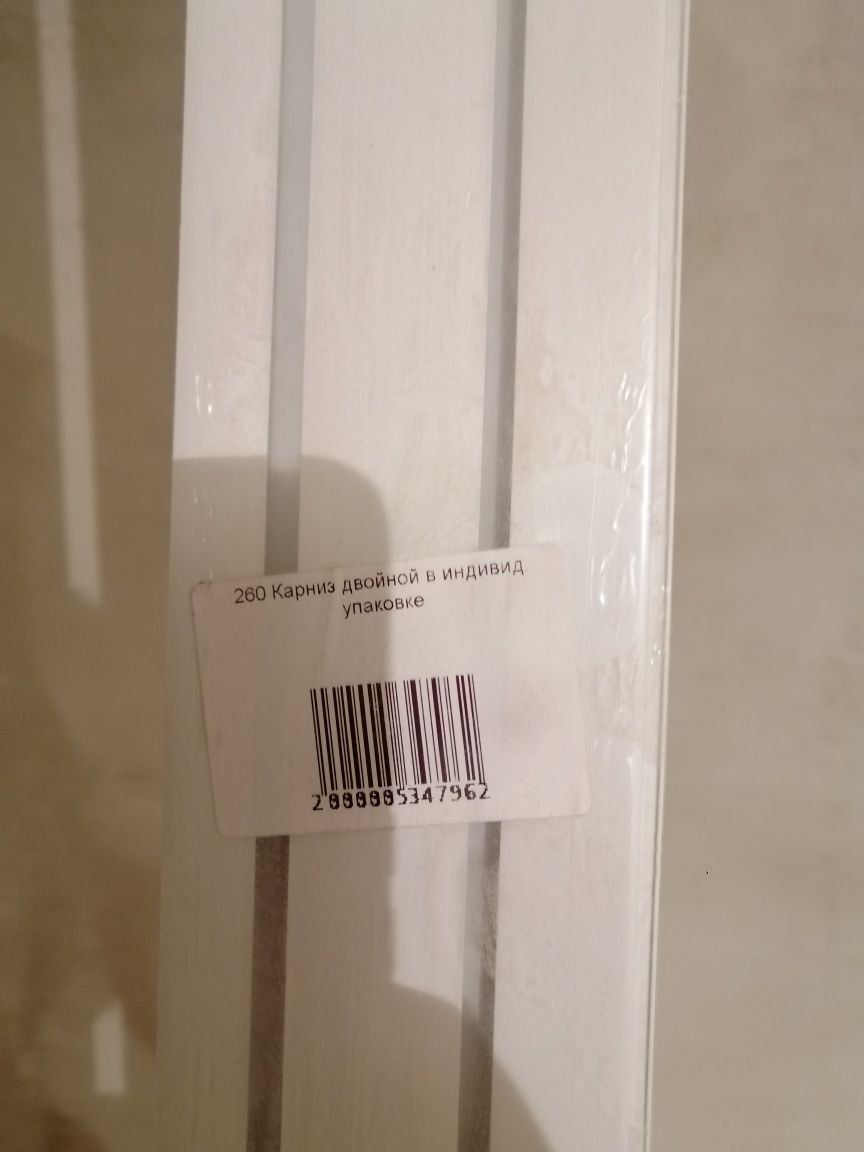 260 Карниз двойной в индивид
упаковке
2000005347962